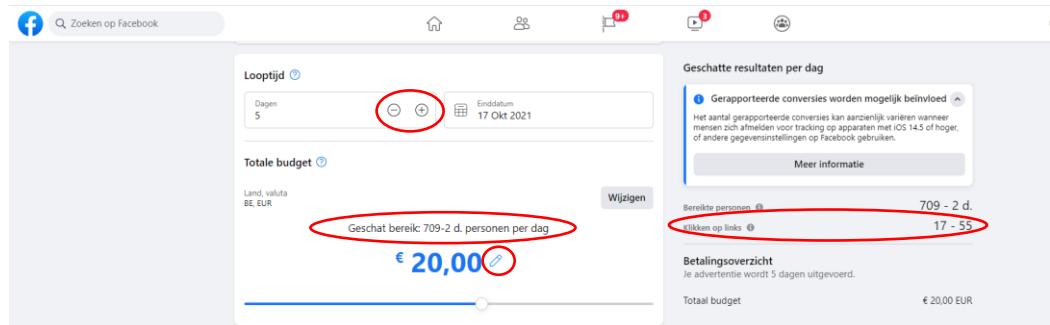 Zoeken op Facebook
9+
3
Looptijd
Dagen
5
Einddatum
17 Okt 2021
Totale budget
Land, valuta
BE, EUR
Wijzigen
Geschat bereik: 709-2 d. personen per dag
€ 20,00
Geschatte resultaten per dag
Gerapporteerde conversies worden mogelijk beïnvloed
Het aantal gerapporteerde conversies kan aanzienlijk variëren wanneer
mensen zich afmelden voor tracking op apparaten met iOS 14.5 of hoger,
of andere gegevensinstellingen op Facebook gebruiken.
Meer informatie
Bereikte personen 709 - 2 d.
Klikken op links 17 - 55
Betalingsoverzicht
Je advertentie wordt 5 dagen uitgevoerd.
Totaal budget € 20,00 EUR